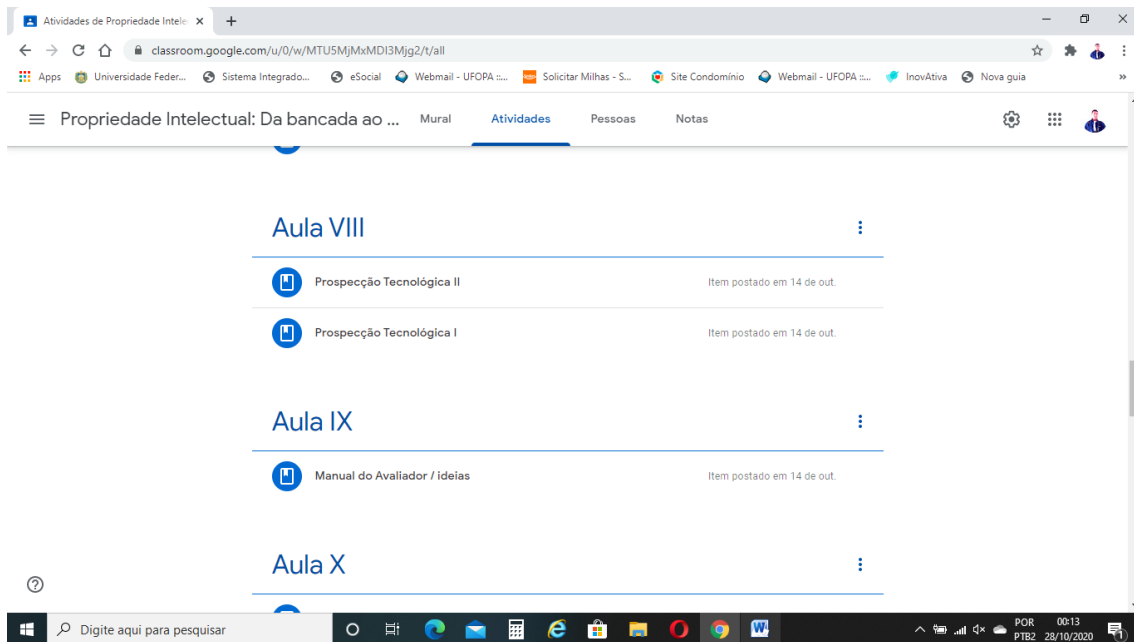 Atividades de Propriedade Intele
classroom.google.com/u/0/w/MTU5MjMxMDI3Mjg2/t/all
Apps Universidade Feder... Sistema Integrado... eSocial Webmail - UFOPA ::... Solicitar Milhas - S... Site Condomínio Webmail - UFOPA ::... InovAtiva Nova guia »
Propriedade Intelectual: Da bancada ao ... Mural Atividades Pessoas Notas
Aula VIII
Prospecção Tecnológica II Item postado em 14 de out.
Prospecção Tecnológica I Item postado em 14 de out.
Aula IX
Manual do Avaliador / ideias Item postado em 14 de out.
Aula X
Digite aqui para pesquisar
POR 00:13
PTB2 28/10/2020